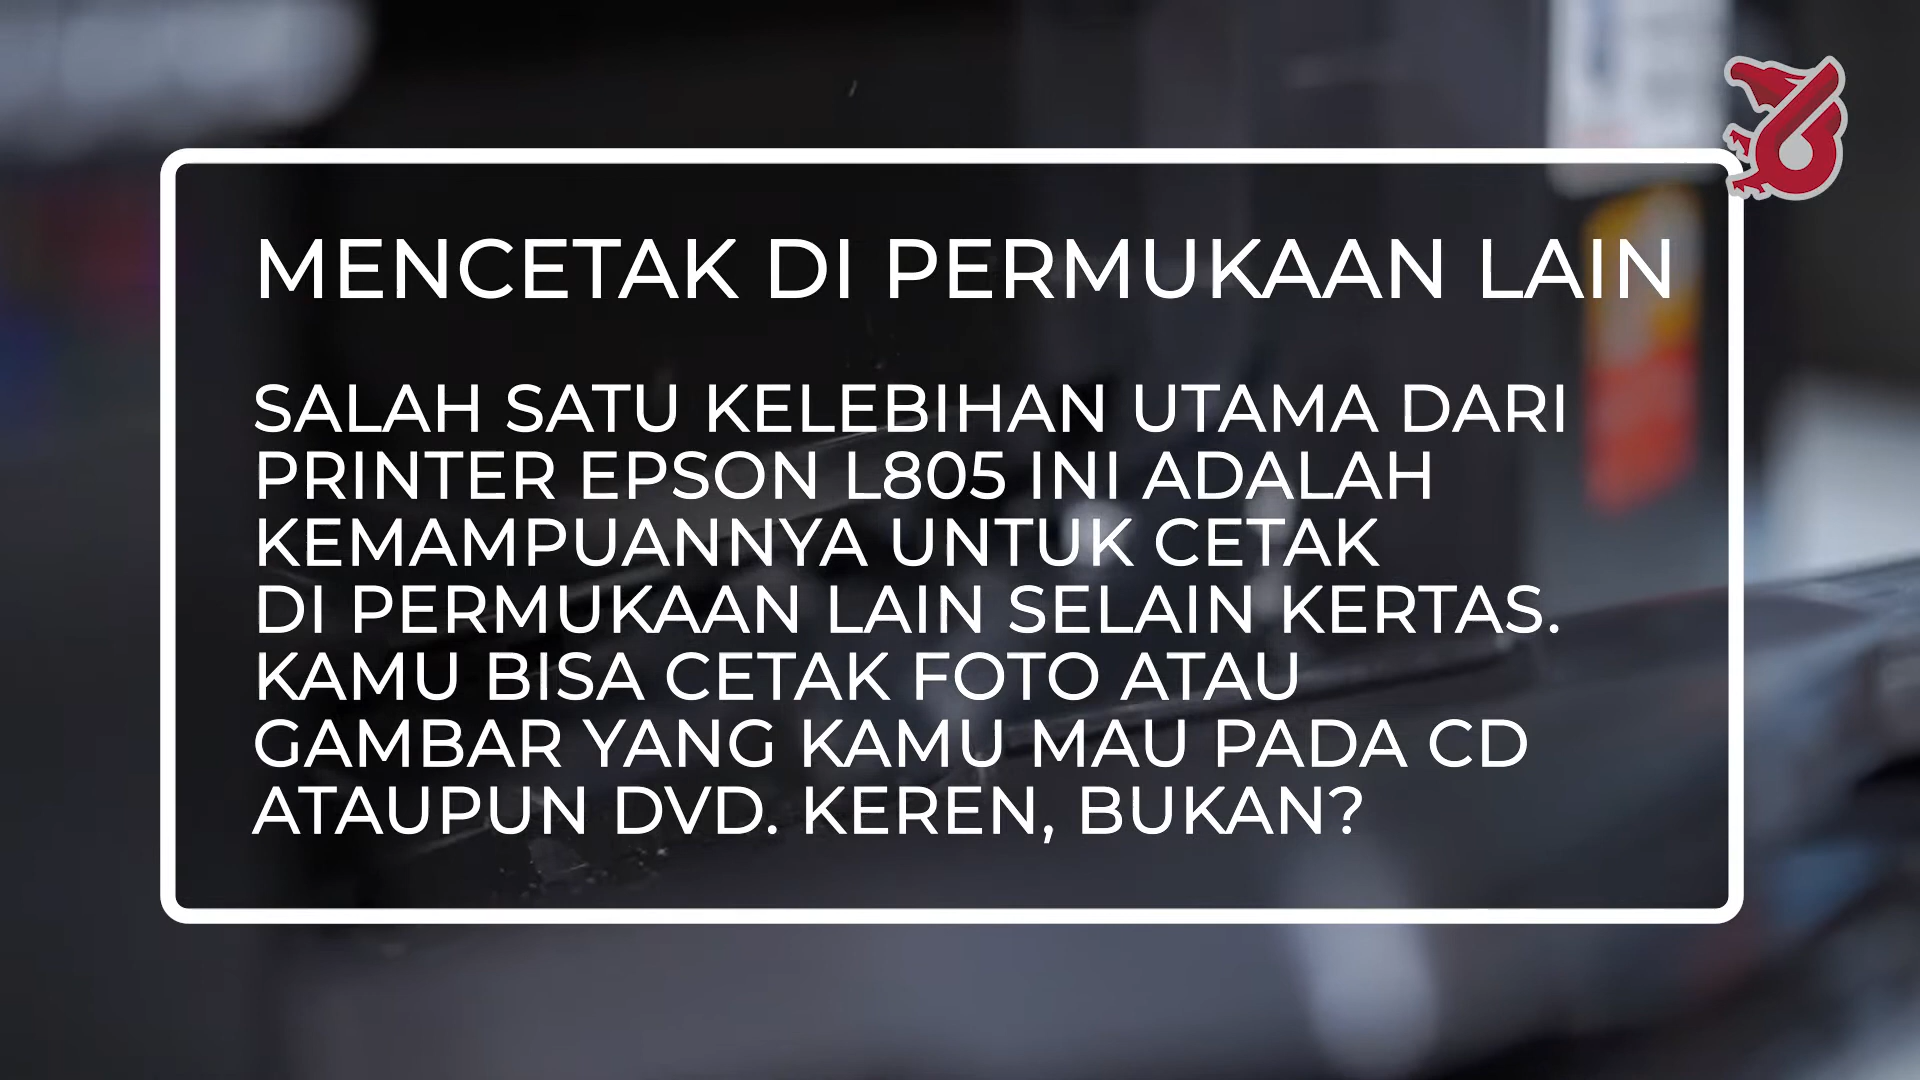 MENCETAK DI PERMUKAAN LAIN
SALAH SATU KELEBIHAN UTAMA DARI
PRINTER EPSON L805 INI ADALAH
KEMAMPUANNYA UNTUK CETAK
DI PERMUKAAN LAIN SELAIN KERTAS.
KAMU BISA CETAK FOTO ATAU
GAMBAR YANG KAMU MAU PADA CD
ATAUPUN DVD. KEREN, BUKAN?